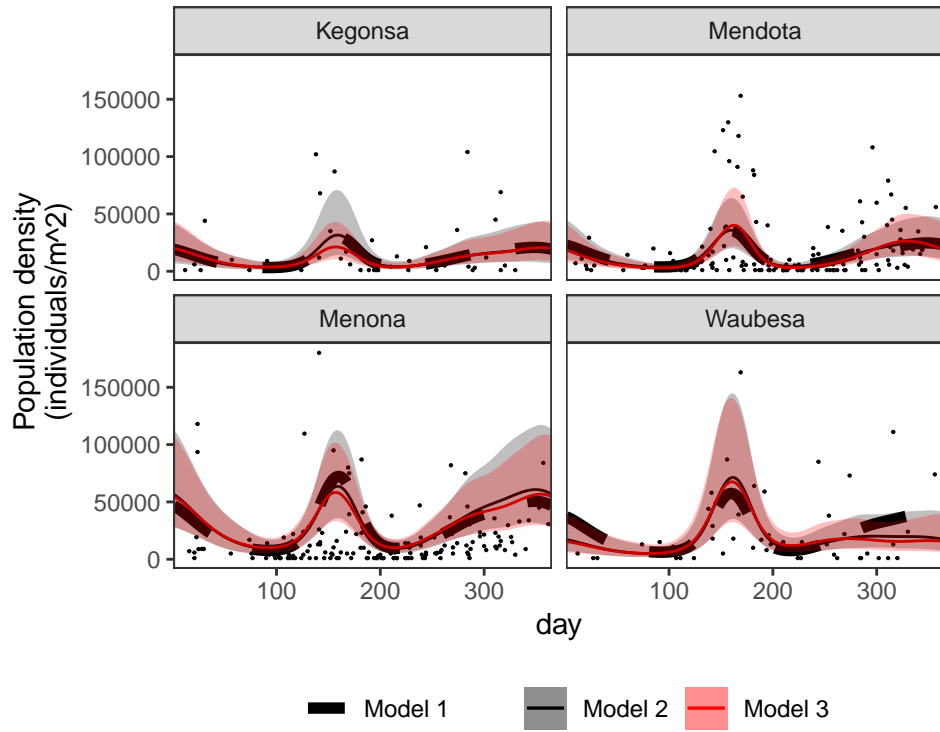 Kegonsa
Mendota
150000
100000
50000
0
Menona
Waubesa
150000
100000
50000
0
Population density
(individuals/m^2)
100
200
300
100
200
300
day
Model 1
Model 2
Model 3